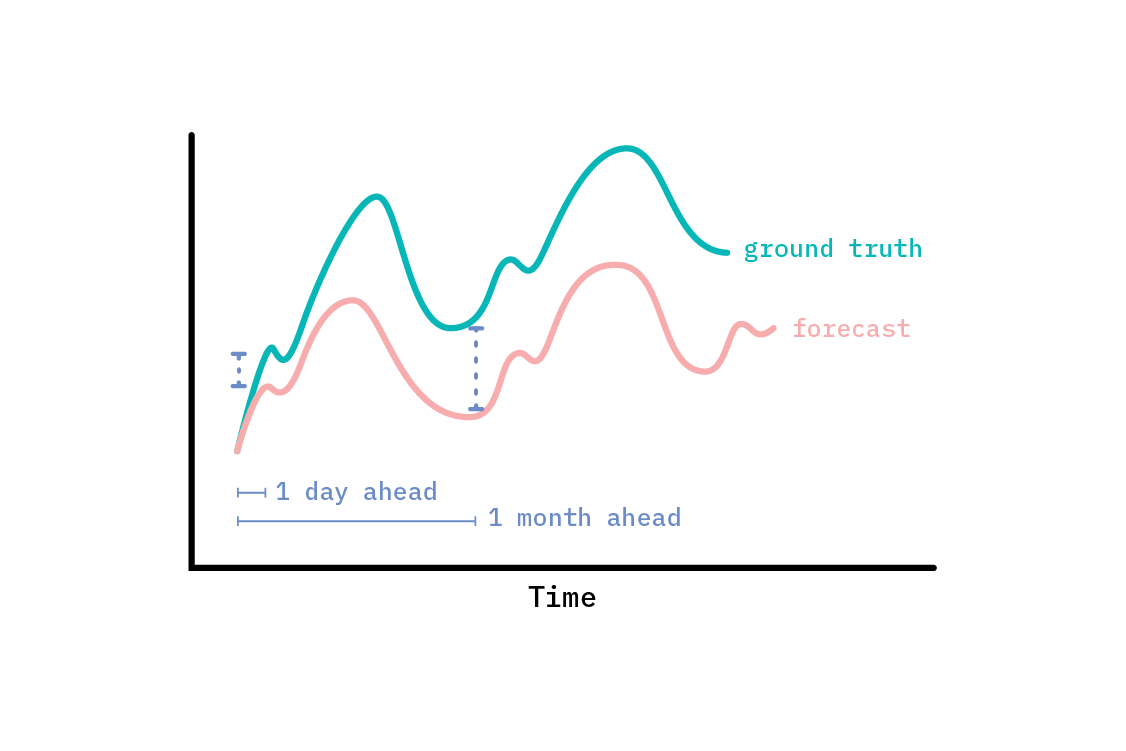 ground truth
forecast
1 day ahead
1 month ahead
Time